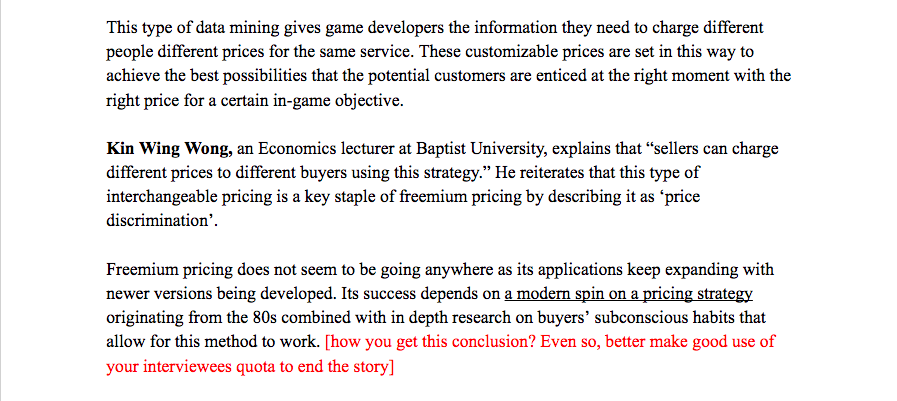 This type of data mining gives game developers the information they need to charge different
people different prices for the same service. These customizable prices are set in this way to
achieve the best possibilities that the potential customers are enticed at the right moment with the
right price for a certain in-game objective.
Kin Wing Wong, an Economics lecturer at Baptist University, explains that “sellers can charge
different prices to different buyers using this strategy.” He reiterates that this type of
interchangeable pricing is a key staple of freemium pricing by describing it as ‘price
discrimination’.
Freemium pricing does not seem to be going anywhere as its applications keep expanding with
newer versions being developed. Its success depends on a modern spin on a pricing strategy
originating from the 80s combined with in depth research on buyers’ subconscious habits that
allow for this method to work. [how you get this conclusion? Even so, better make good use of
your interviewees quota to end the story]